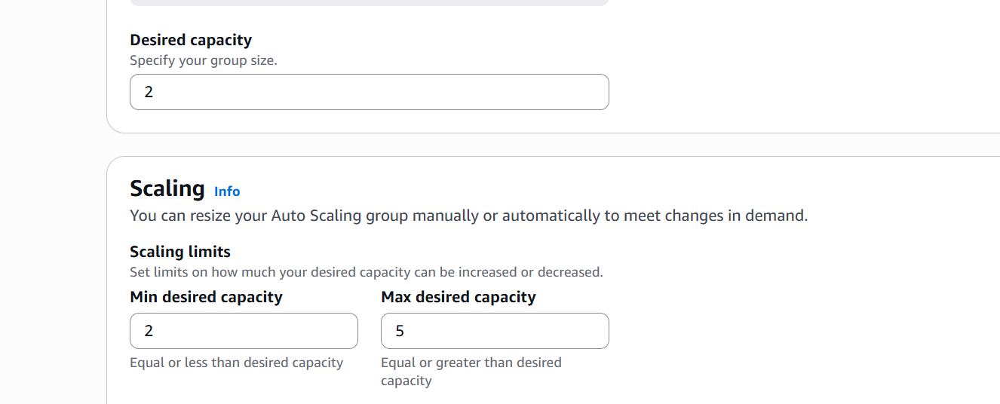 Desired capacity
Specify your group size.
2
Scaling Info
You can resize your Auto Scaling group manually or automatically to meet changes in demand.
Scaling limits
Set limits on how much your desired capacity can be increased or decreased.
Min desired capacity
2
Equal or less than desired capacity
Max desired capacity
5
Equal or greater than desired
capacity